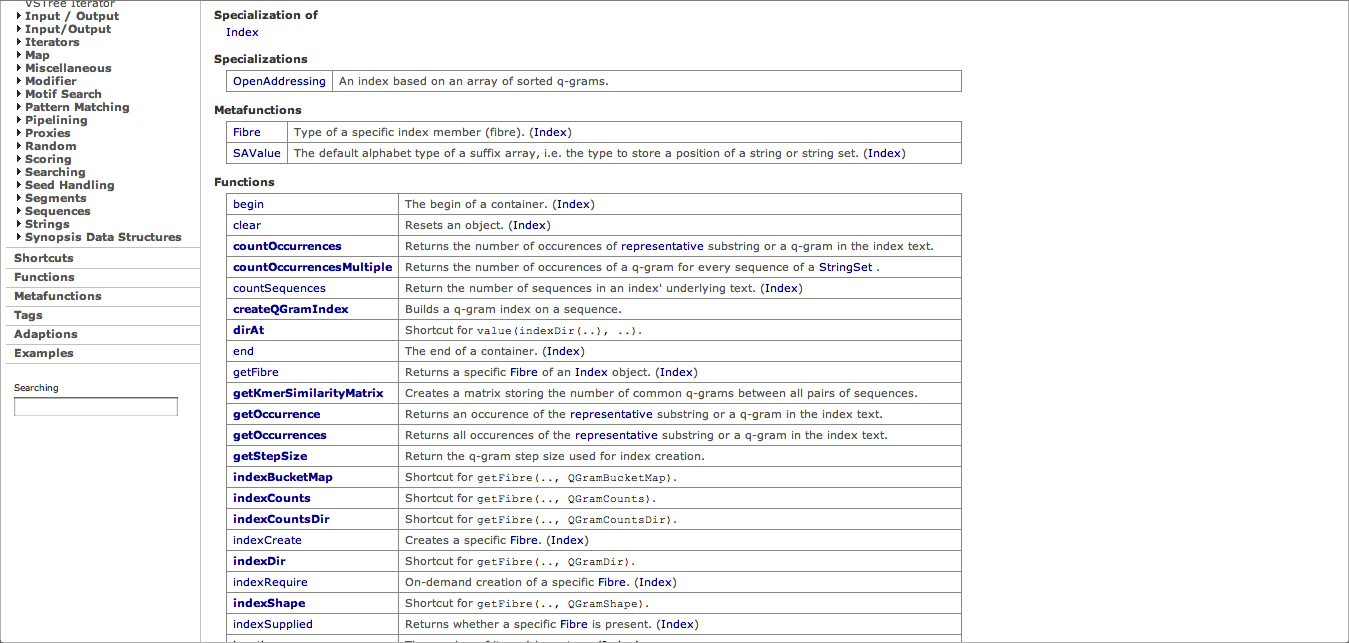 VSTree Iterator
Input / Output
Input/Output
Iterators
Map
Miscellaneous
Modifier
Motif Search
Pattern Matching
Pipelining
Proxies
Random
Scoring
Searching
Seed Handling
Segments
Sequences
Strings
Synopsis Data Structures
Shortcuts
Functions
Metafunctions
Tags
Adaptions
Examples
Searching
Specialization of
Index
Specializations
OpenAddressing An index based on an array of sorted q-grams.
Metafunctions
Fibre Type of a specific index member (fibre). (Index)
SAValue The default alphabet type of a suffix array, i.e. the type to store a position of a string or string set. (Index)
Functions
begin The begin of a container. (Index)
clear Resets an object. (Index)
countOccurrences Returns the number of occurences of representative substring or a q-gram in the index text.
countOccurrencesMultiple Returns the number of occurences of a q-gram for every sequence of a StringSet .
countSequences Return the number of sequences in an index' underlying text. (Index)
createQGramIndex Builds a q-gram index on a sequence.
dirAt Shortcut for value(indexDir(..), ..).
end The end of a container. (Index)
getFibre Returns a specific Fibre of an Index object. (Index)
getKmerSimilarityMatrix Creates a matrix storing the number of common q-grams between all pairs of sequences.
getOccurrence Returns an occurence of the representative substring or a q-gram in the index text.
getOccurrences Returns all occurences of the representative substring or a q-gram in the index text.
getStepSize Return the q-gram step size used for index creation.
indexBucketMap Shortcut for getFibre(.., QGramBucketMap).
indexCounts Shortcut for getFibre(.., QGramCounts).
indexCountsDir Shortcut for getFibre(.., QGramCountsDir).
indexCreate Creates a specific Fibre. (Index)
indexDir Shortcut for getFibre(.., QGramDir).
indexRequire On-demand creation of a specific Fibre. (Index)
indexShape Shortcut for getFibre(.., QGramShape).
indexSupplied Returns whether a specific Fibre is present. (Index)